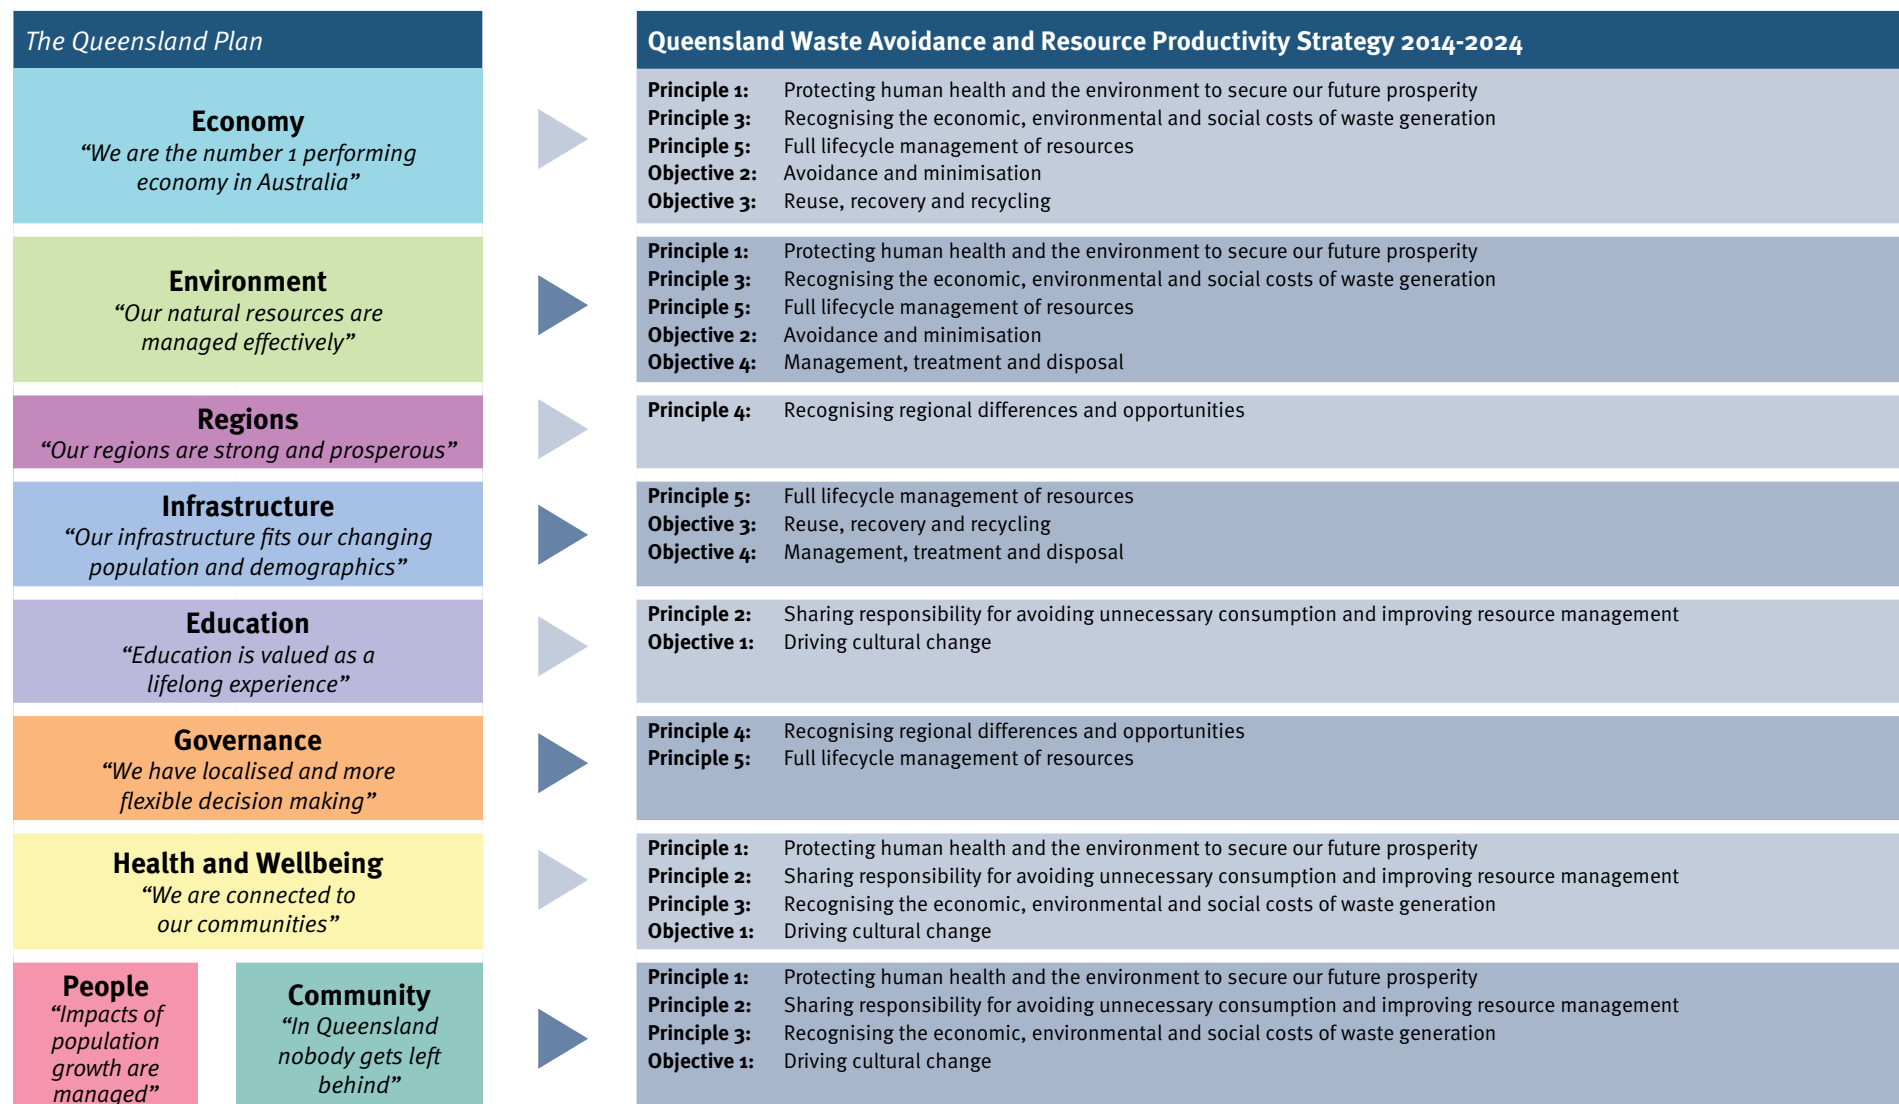 The Queensland Plan
Queensland Waste Avoidance and Resource Productivity Strategy 2014-2024
Economy
“We are the number 1 performing
economy in Australia”
Principle 1: Protecting human health and the environment to secure our future prosperity
Principle 3: Recognising the economic, environmental and social costs of waste generation
Principle 5: Full lifecycle management of resources
Objective 2: Avoidance and minimisation
Objective 3: Reuse, recovery and recycling
Environment
“Our natural resources are
managed effectively”
Principle 1: Protecting human health and the environment to secure our future prosperity
Principle 3: Recognising the economic, environmental and social costs of waste generation
Principle 5: Full lifecycle management of resources
Objective 2: Avoidance and minimisation
Objective 4: Management, treatment and disposal
Regions
“Our regions are strong and prosperous”
Principle 4: Recognising regional differences and opportunities
Infrastructure
“Our infrastructure fits our changing
population and demographics”
Principle 5: Full lifecycle management of resources
Objective 3: Reuse, recovery and recycling
Objective 4: Management, treatment and disposal
Education
“Education is valued as a
lifelong experience”
Principle 2: Sharing responsibility for avoiding unnecessary consumption and improving resource management
Objective 1: Driving cultural change
Governance
“We have localised and more
flexible decision making”
Principle 4: Recognising regional differences and opportunities
Principle 5: Full lifecycle management of resources
Health and Wellbeing
“We are connected to
our communities”
Principle 1: Protecting human health and the environment to secure our future prosperity
Principle 2: Sharing responsibility for avoiding unnecessary consumption and improving resource management
Principle 3: Recognising the economic, environmental and social costs of waste generation
Objective 1: Driving cultural change
People
“Impacts of
population
growth are
managed”
Community
“In Queensland
nobody gets left
behind”
Principle 1: Protecting human health and the environment to secure our future prosperity
Principle 2: Sharing responsibility for avoiding unnecessary consumption and improving resource management
Principle 3: Recognising the economic, environmental and social costs of waste generation
Objective 1: Driving cultural change